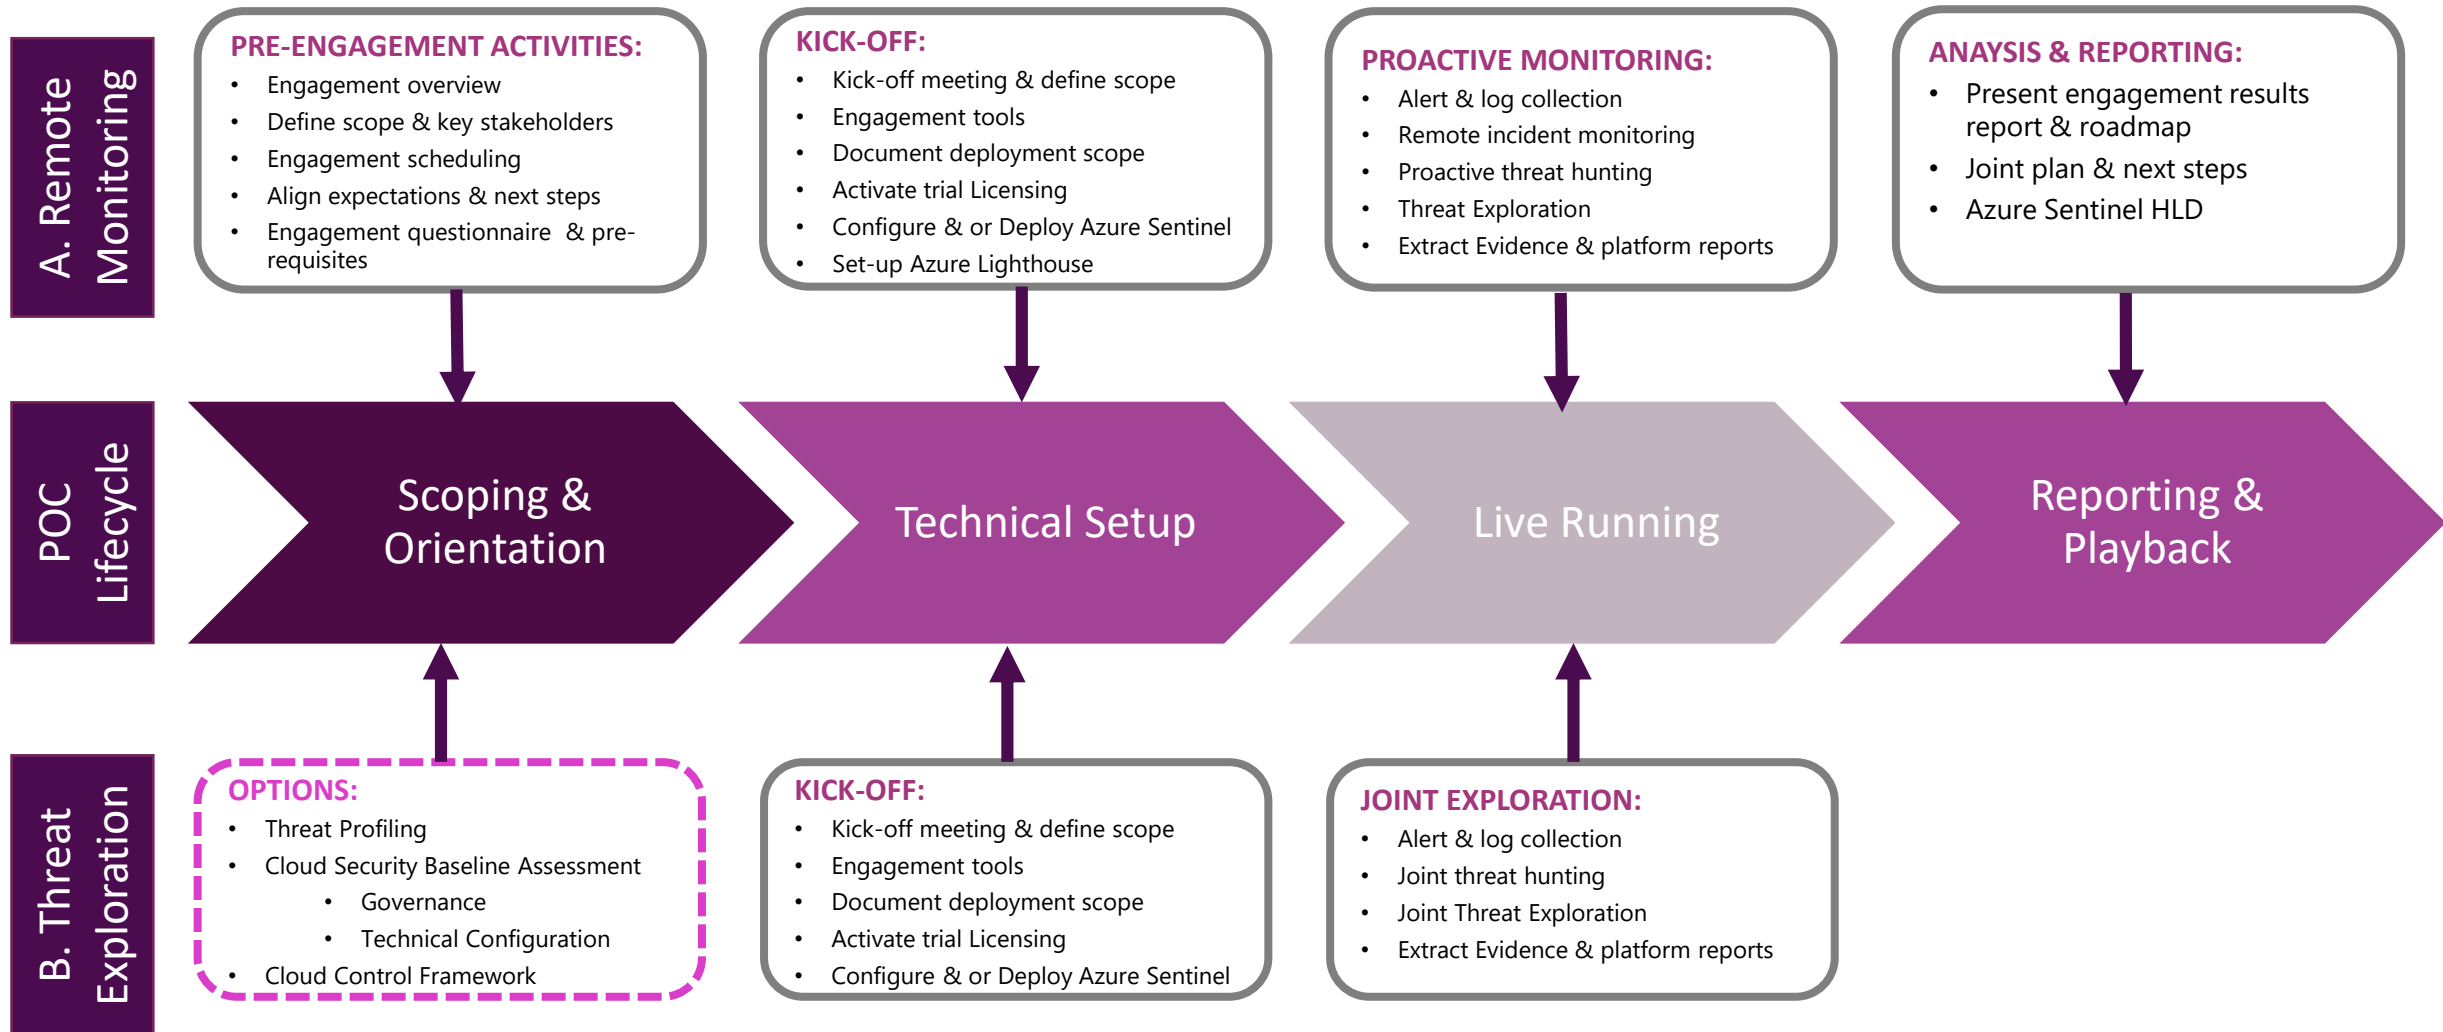 A. Remote
Monitoring
PRE-ENGAGEMENT ACTIVITIES:
• Engagement overview
• Define scope & key stakeholders
• Engagement scheduling
• Align expectations & next steps
• Engagement questionnaire & pre-
requisites
KICK-OFF:
• Kick-off meeting & define scope
• Engagement tools
• Document deployment scope
• Activate trial Licensing
• Configure & or Deploy Azure Sentinel
• Set-up Azure Lighthouse
PROACTIVE MONITORING:
• Alert & log collection
• Remote incident monitoring
• Proactive threat hunting
• Threat Exploration
• Extract Evidence & platform reports
ANAYSIS & REPORTING:
• Present engagement results
report & roadmap
• Joint plan & next steps
• Azure Sentinel HLD
POC
Lifecycle
Scoping &
Orientation
Technical Setup
Live Running
Reporting &
Playback
B. Threat
Exploration
OPTIONS:
• Threat Profiling
• Cloud Security Baseline Assessment
• Governance
• Technical Configuration
• Cloud Control Framework
KICK-OFF:
• Kick-off meeting & define scope
• Engagement tools
• Document deployment scope
• Activate trial Licensing
• Configure & or Deploy Azure Sentinel
JOINT EXPLORATION:
• Alert & log collection
• Joint threat hunting
• Joint Threat Exploration
• Extract Evidence & platform reports